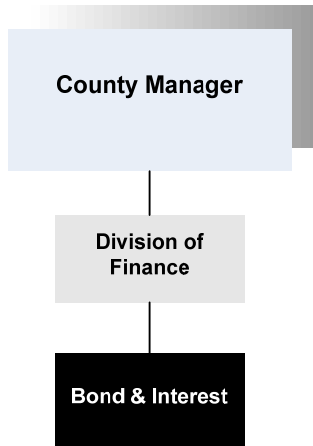 County Manager
Division of
Finance
Bond & Interest